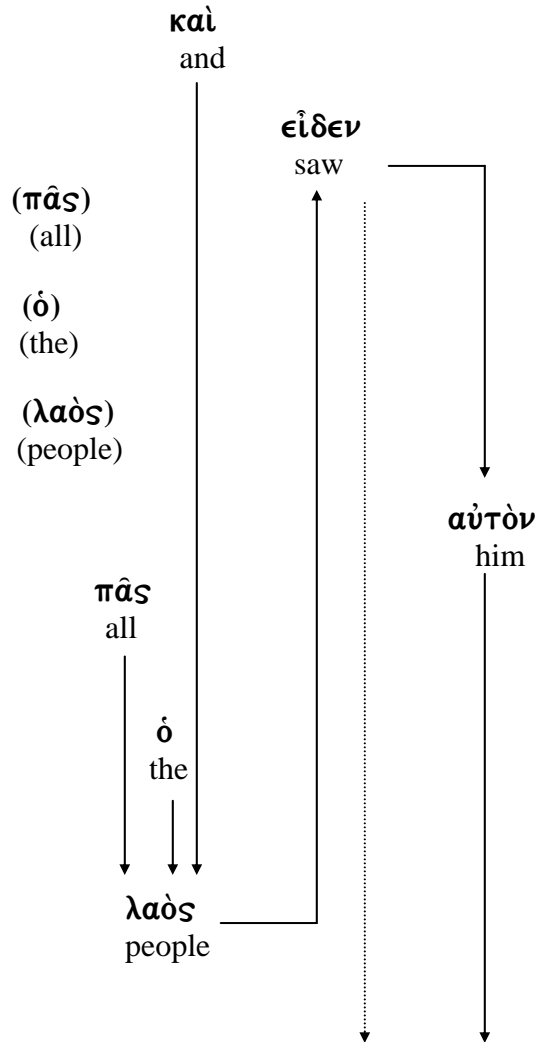 καὶ
and
εἶδεν
saw
(πᾶς)
(all)
(ὁ)
(the)
(λαὸς)
(people)
αὐτὸν
him
πᾶς
all
ὁ
the
λαὸς
people